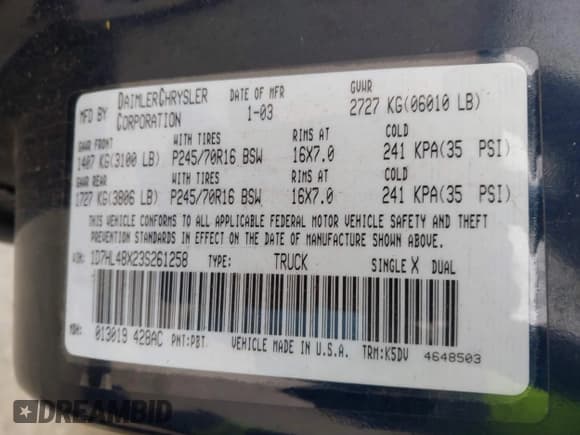 MFD BY DAIMLERCHRYSLER CORPORATION DATE OF MFR 1-03 GVWR 2727 KG(06010 LB)
GAWR FRONT WITH TIRES RIMS AT COLD
1407 KG(3100 LB) P245/70R16 BSW 16X7.0 241 KPA(35 PSI)
GAWR REAR WITH TIRES RIMS AT COLD
1727 KG(3806 LB) P245/70R16 BSW 16X7.0 241 KPA(35 PSI)
THIS VEHICLE CONFORMS TO ALL APPLICABLE FEDERAL MOTOR VEHICLE SAFETY AND THEFT
PREVENTION STANDARDS IN EFFECT ON THE DATE OF MANUFACTURE SHOWN ABOVE.
VIN: 1D7HL48X23S261258 TYPE: TRUCK SINGLE X DUAL
MDH: 013019 428AC PNT:PBT VEHICLE MADE IN U.S.A. TRM:K5DV 4648503
DREAMBID